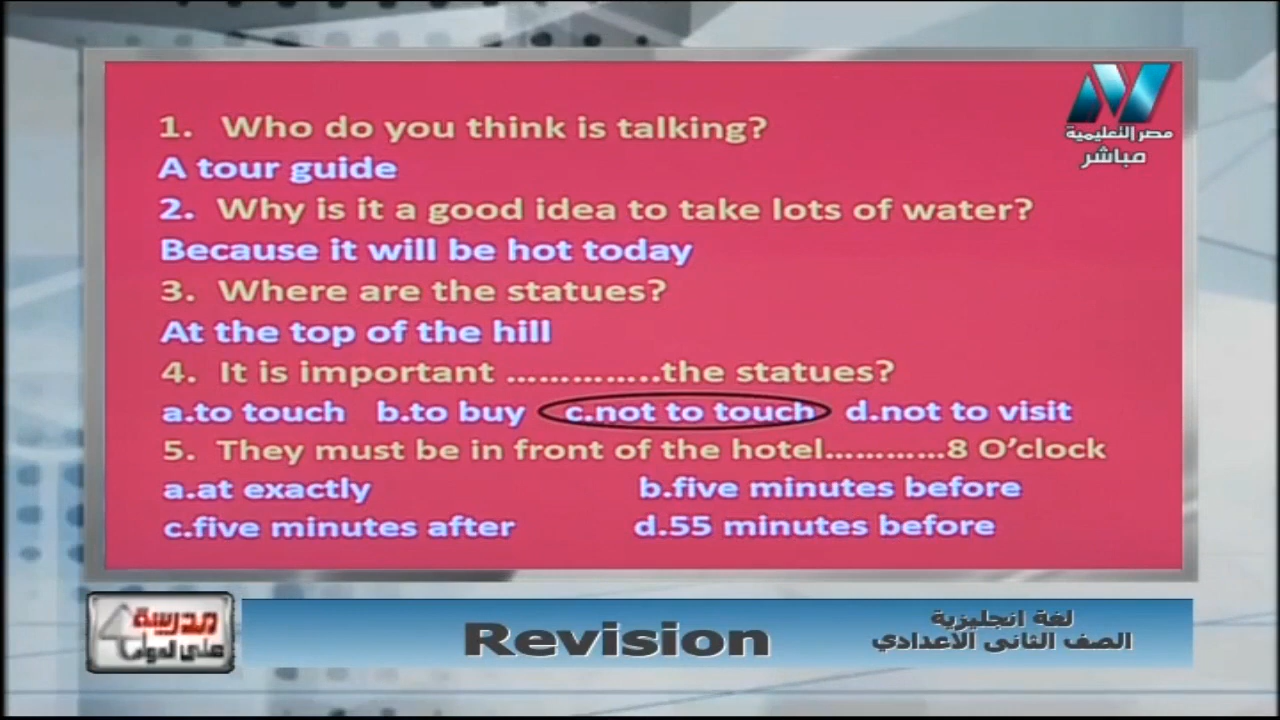 مصر التعليمية
مباشر
1. Who do you think is talking?
A tour guide
2. Why is it a good idea to take lots of water?
Because it will be hot today
3. Where are the statues?
At the top of the hill
4. It is important …………..the statues?
a.to touch b.to buy c.not to touch d.not to visit
5. They must be in front of the hotel…………8 O’clock
a.at exactly b.five minutes before
c.five minutes after d.55 minutes before
مدرسة
على الهواء
Revision
لغة انجليزية
الصف الثانى الاعدادي